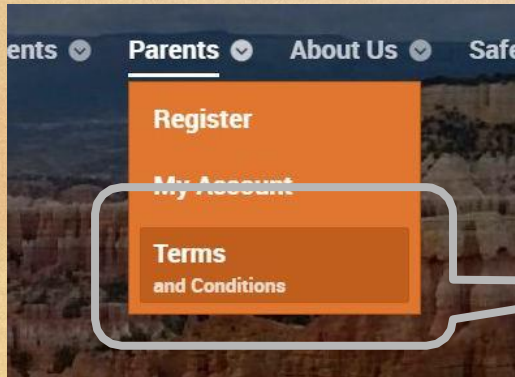 ents Parents About Us Safe
Register
My Account
Terms
and Conditions